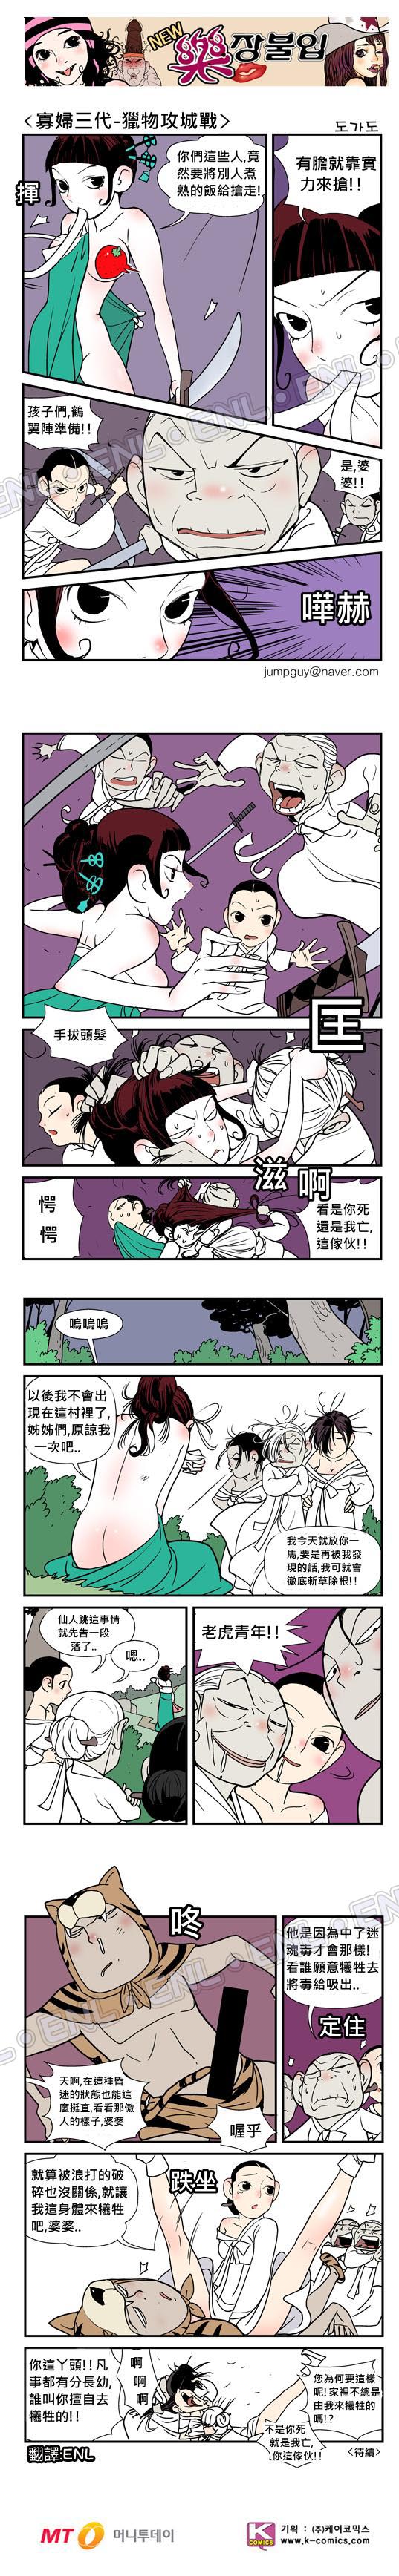 NEW 樂장불입
<寡婦三代-獵物攻城戰>
도가도
揮
你們這些人,竟
然要將別人煮
熟的飯給搶走!
有膽就靠實
力來搶!!
孩子們,鶴
翼陣準備!!
是,婆
婆!!
嘩赫
jumpguy@naver.com
匡
手拔頭髮
滋啊
愕
愕
看是你死
還是我亡,
這傢伙!!
嗚嗚嗚
以後我不會出
現在這村裡了,
姊姊們,原諒我
一次吧..
我今天就放你一
馬,要是再被我發
現的話,我可就會
徹底斬草除根!!
仙人跳這事情
就先告一段
落了..
嗯..
老虎青年!!
咚
他是因為中了迷
魂毒才會那樣!
看誰願意犧牲去
將毒給吸出..
定住
天啊,在這種昏
迷的狀態也能這
麼挺直,看看那傲
人的樣子,婆婆
喔乎
就算被浪打的破
碎也沒關係,就讓
我這身體來犧牲
吧,婆婆..
跌坐
你這丫頭!!凡
事都有分長幼,
誰叫你擅自去
犧牲的!!
啊
啊
啊
您為何要這樣
呢!家裡不總是
由我來犧牲的
嗎!?
不是你死
就是我亡,
你這傢伙!!
翻譯:ENL
<待續>
MT 머니투데이
K COMICS
기획 : (주)케이코믹스
www.k-comics.com
ENL